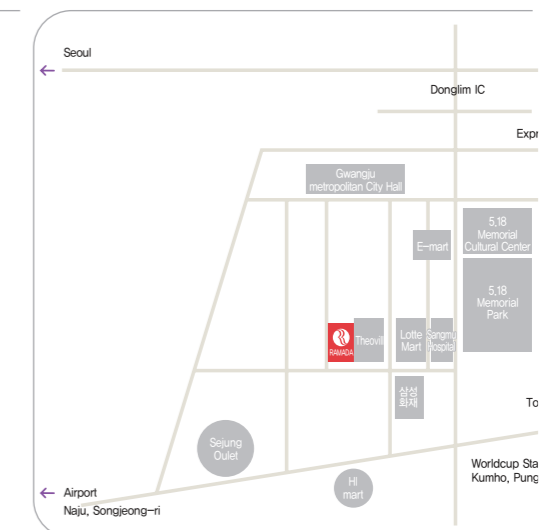 Seoul
Donglim IC
Expr
Gwangju
metropolitan City Hall
5.18
Memorial
Cultural Center
E-mart
5.18
Memorial
Park
RAMADA
Theovill
Lotte
Mart
Sangmu
Hospital
삼성
화재
To
Sejung
Oulet
HI
mart
Worldcup Sta
Kumho, Pung
Airport
Naju, Songjeong-ri